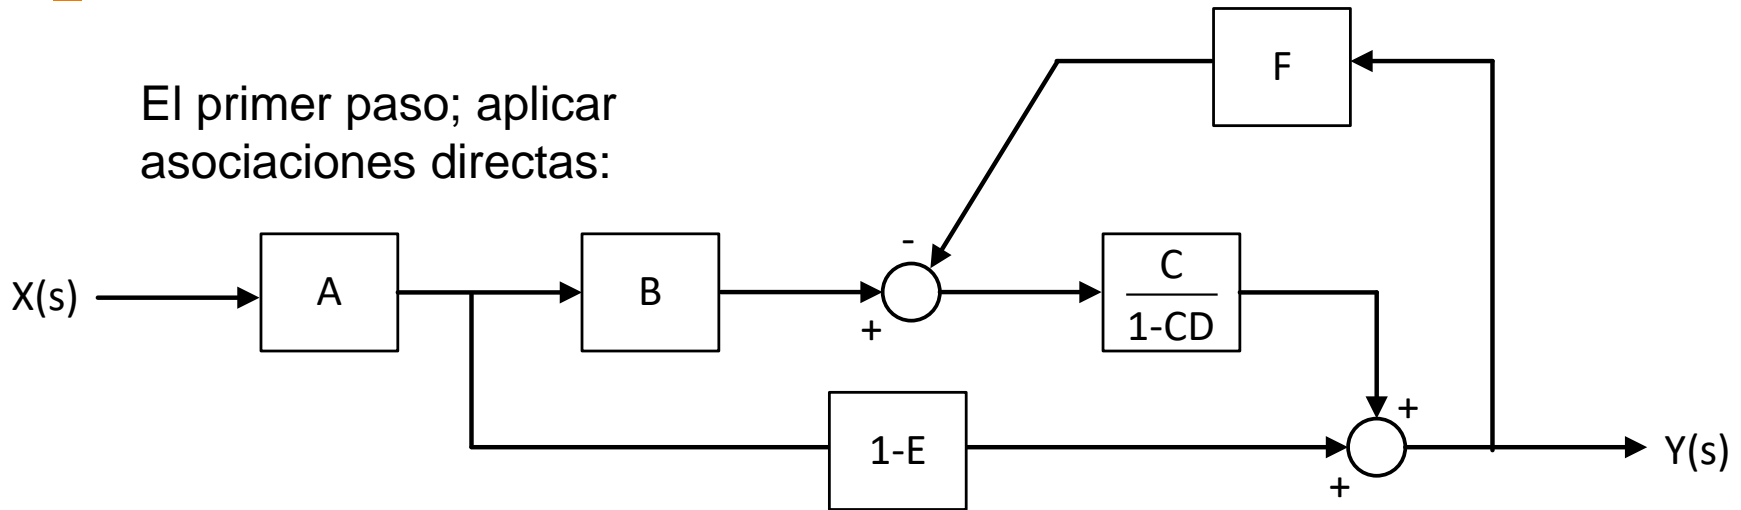 El primer paso; aplicar
asociaciones directas:
F
X(s)
A
B
-
+
C
1-CD
1-E
+
+
Y(s)